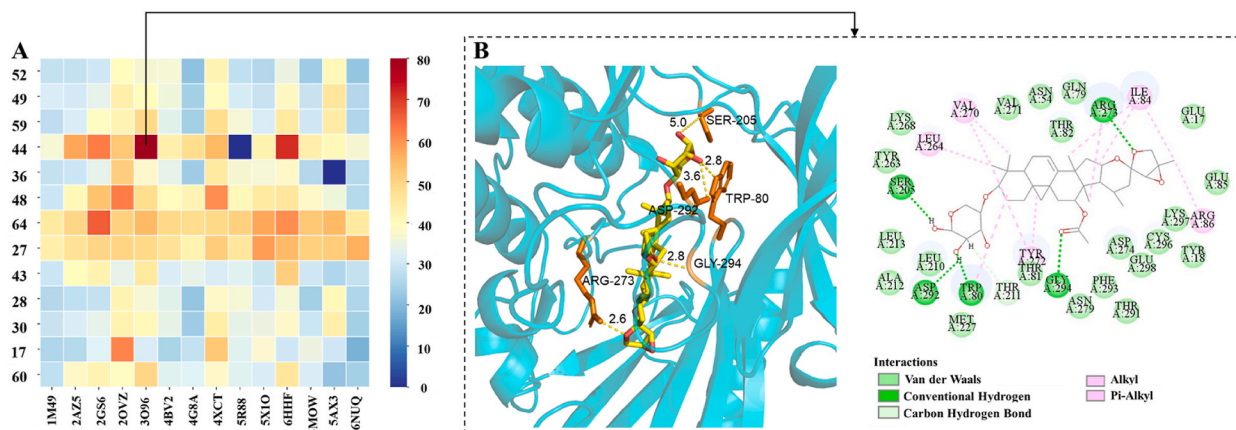 A
52
49
59
44
36
48
64
27
43
28
30
17
60
1M49
2AZ5
2GS6
2OVZ
3O96
4BV2
4G8A
4XCT
5R88
5X1O
6HHF
MOW
5AX3
6NUQ
80
70
60
50
40
30
20
10
0
B
5.0
SER-205
2.8
3.6
TRP-80
ASP-292
2.8
GLY-294
ARG-273
2.6
VAL
A:270
VAL
A:271
ASN
A:54
GLN
A:79
ARG
A:273
ILE
A:84
GLU
A:17
LYS
A:268
THR
A:82
LEU
A:264
TYR
A:263
SER
A:205
GLU
A:85
LYS
A:297
ARG
A:86
LEU
A:213
CYS
A:296
ASP
A:274
TYR
A:18
LEU
A:210
TYR
A:272
GLU
A:298
THR
A:81
ALA
A:212
ASP
A:292
TRP
A:80
THR
A:211
GLY
A:294
PHE
A:293
ASN
A:279
THR
A:291
MET
A:227
H
O
H
O
O
O
O
O
O
O
O
O
Interactions
Van der Waals
Conventional Hydrogen
Carbon Hydrogen Bond
Alkyl
Pi-Alkyl